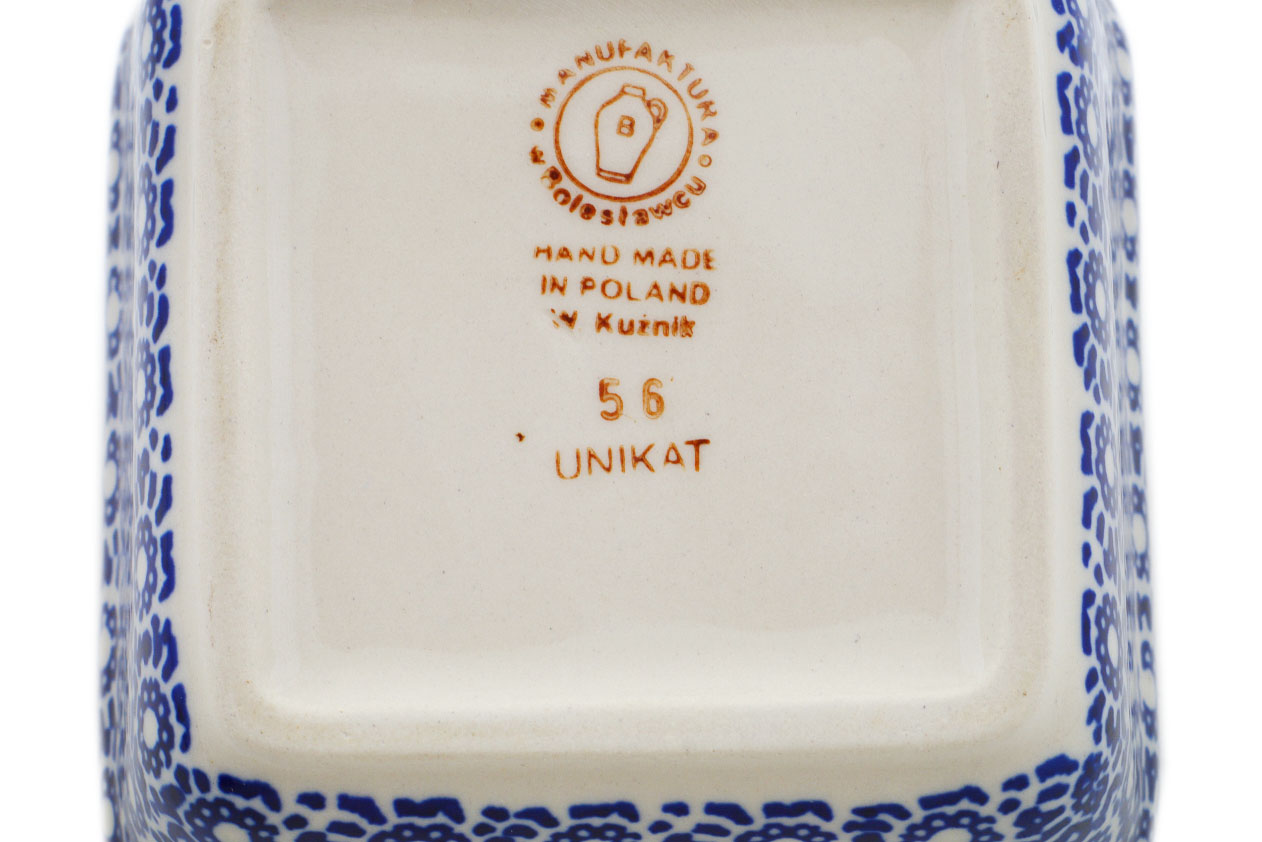 MANUFAKTURA
W Bolesławcu
B
HAND MADE
IN POLAND
W Kuźnik
56
UNIKAT